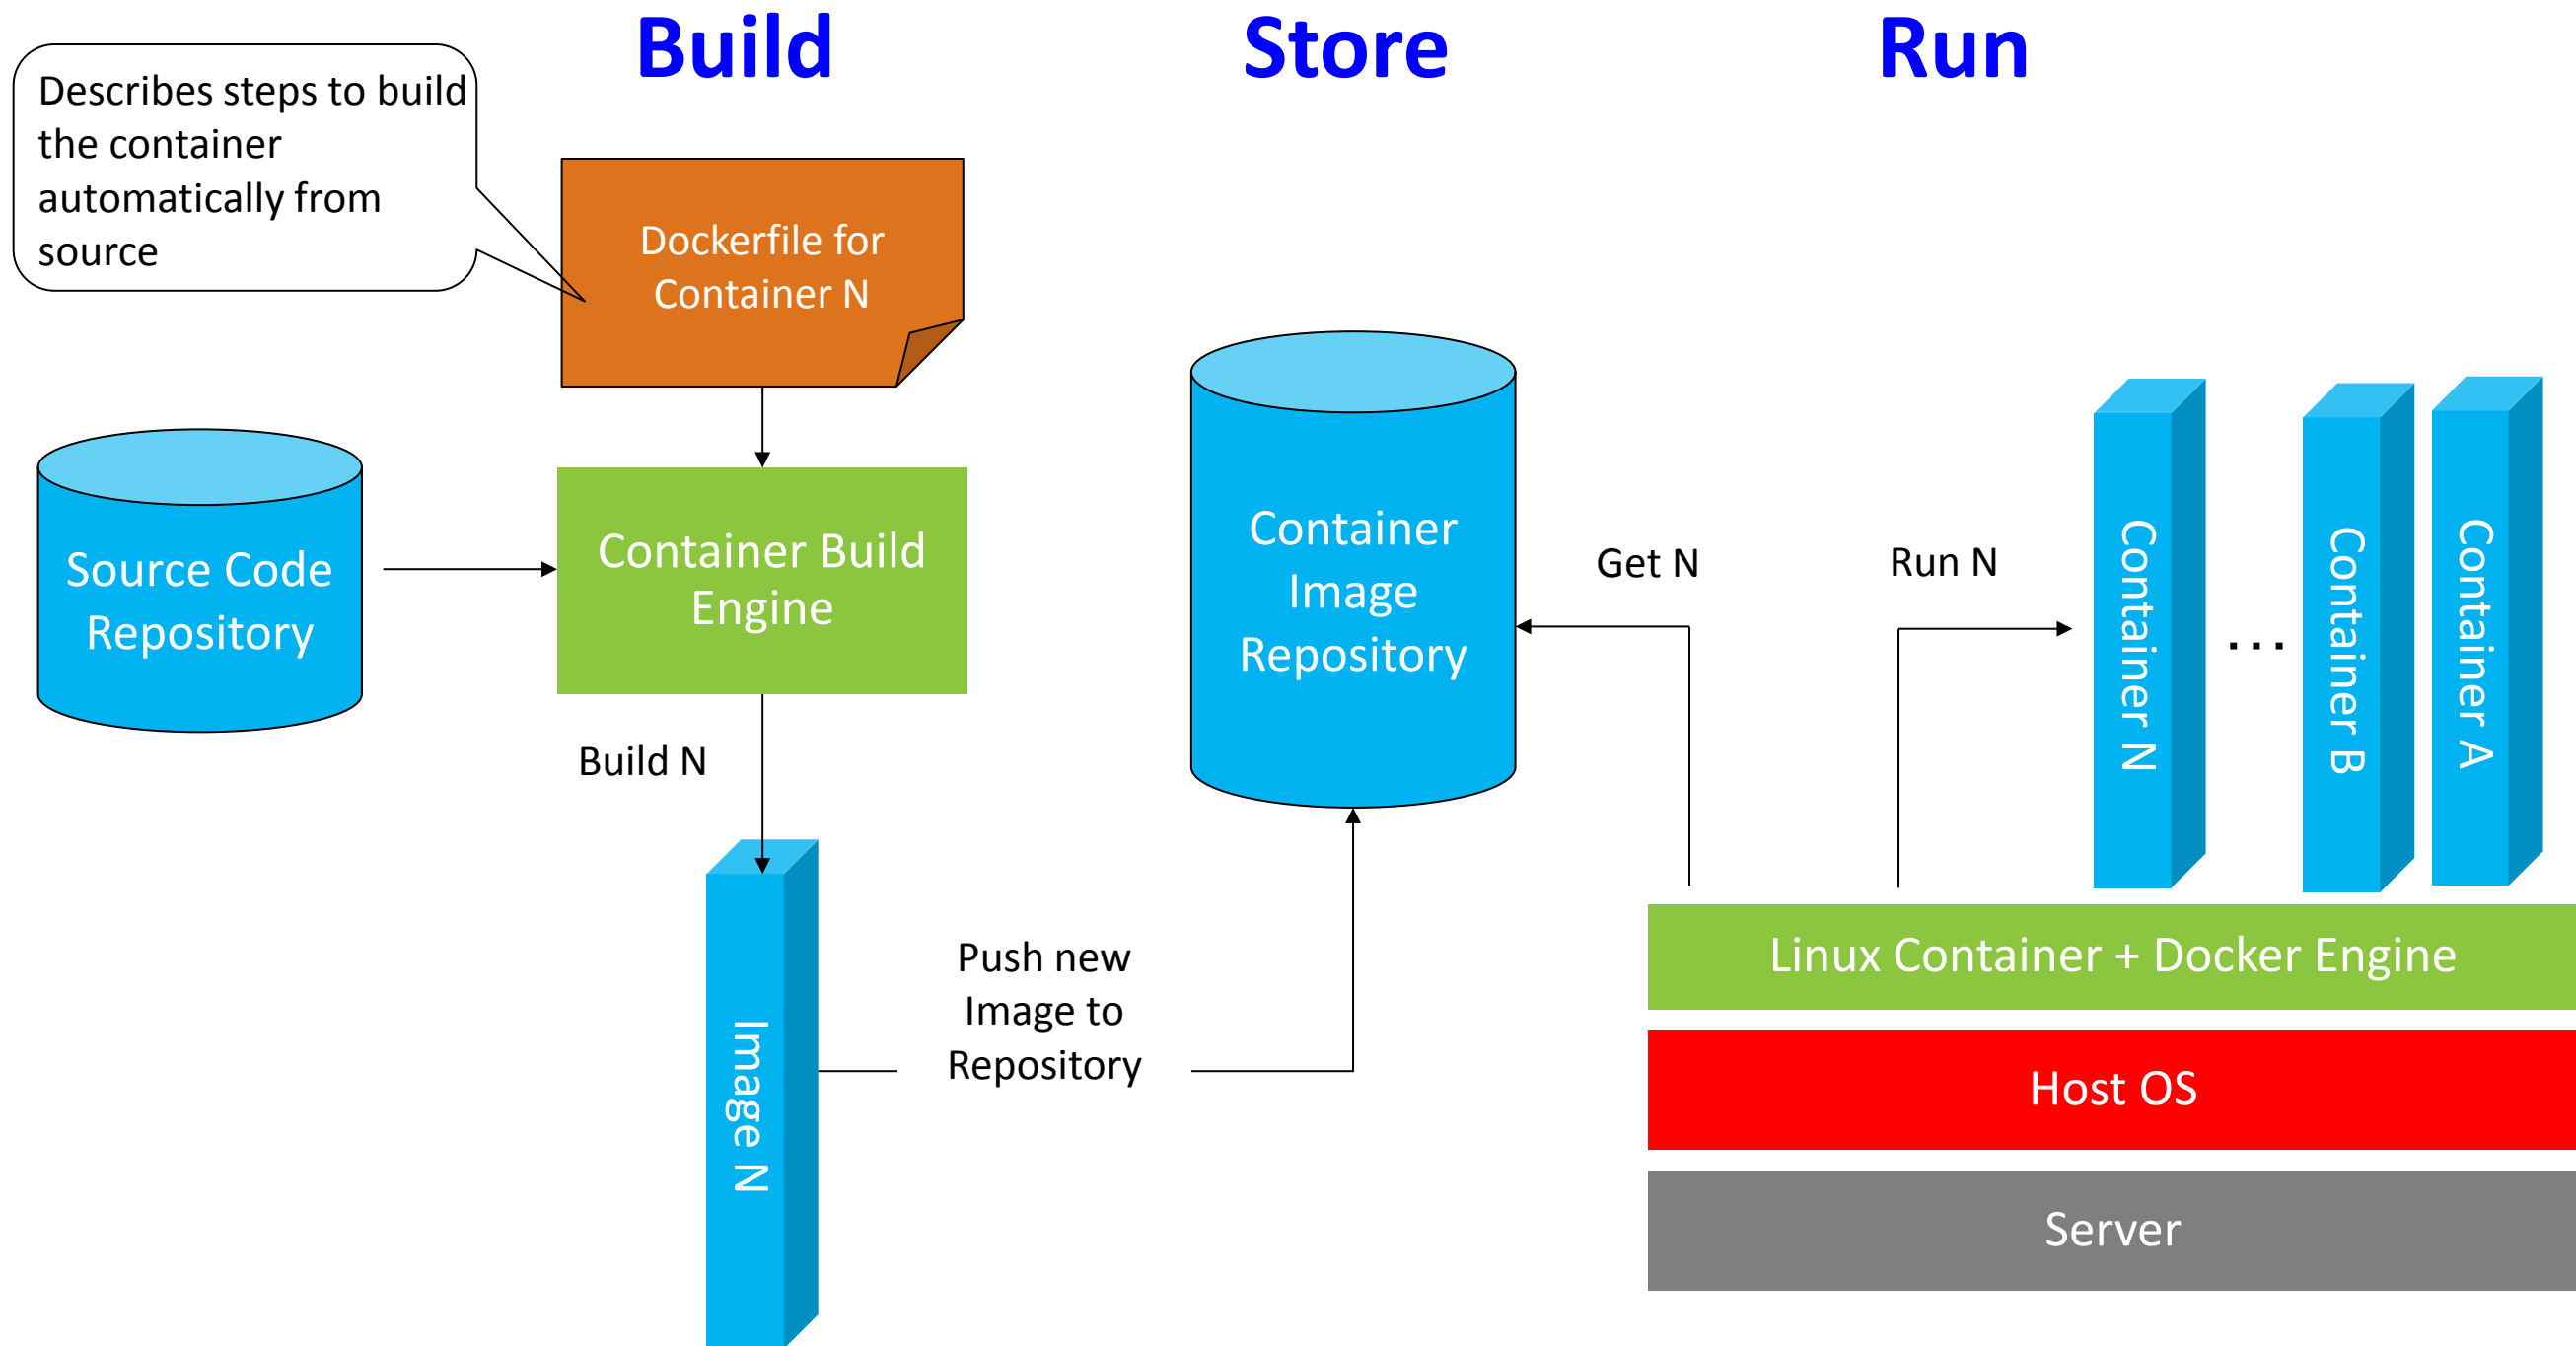 Build
Store
Run
Describes steps to build
the container
automatically from
source
Dockerfile for
Container N
Source Code
Repository
Container Build
Engine
Build N
Image N
Push new
Image to
Repository
Container
Image
Repository
Get N
Run N
Container N
...
Container B
Container A
Linux Container + Docker Engine
Host OS
Server